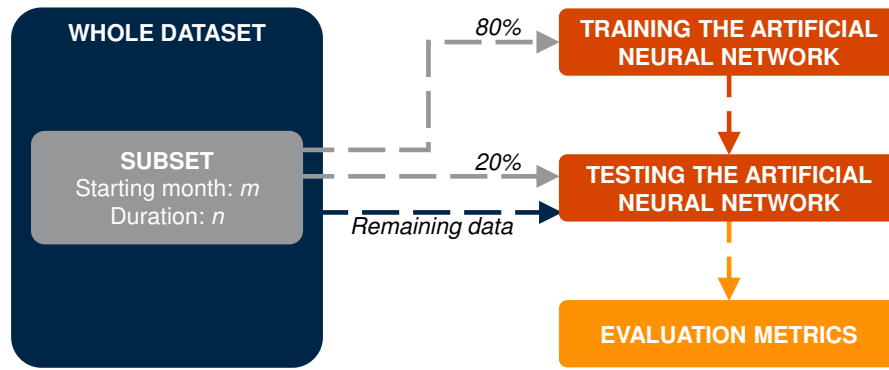 WHOLE DATASET
SUBSET
Starting month: m
Duration: n
80%
20%
Remaining data
TRAINING THE ARTIFICIAL
NEURAL NETWORK
TESTING THE ARTIFICIAL
NEURAL NETWORK
EVALUATION METRICS